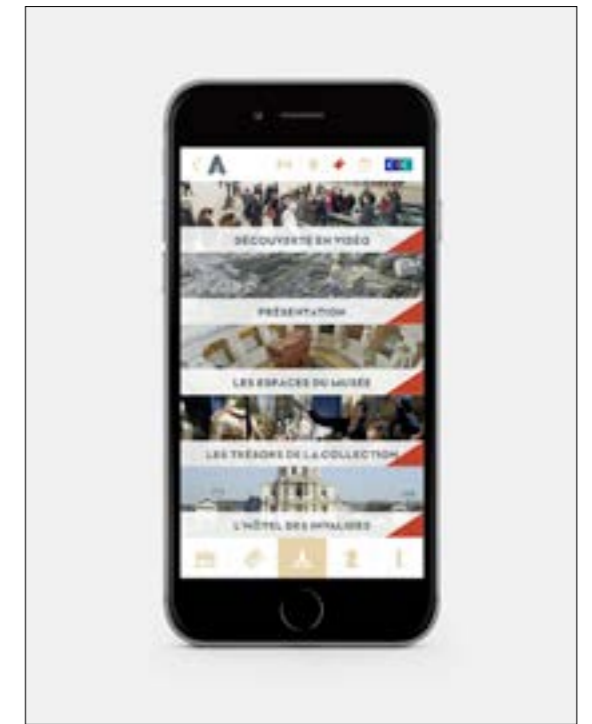 A
DÉCOUVERTE EN VIDÉO
PRÉSENTATION
LES ESPACES DU MUSÉE
LES TRÉSORS DE LA COLLECTION
L'HÔTEL DES INVALIDES